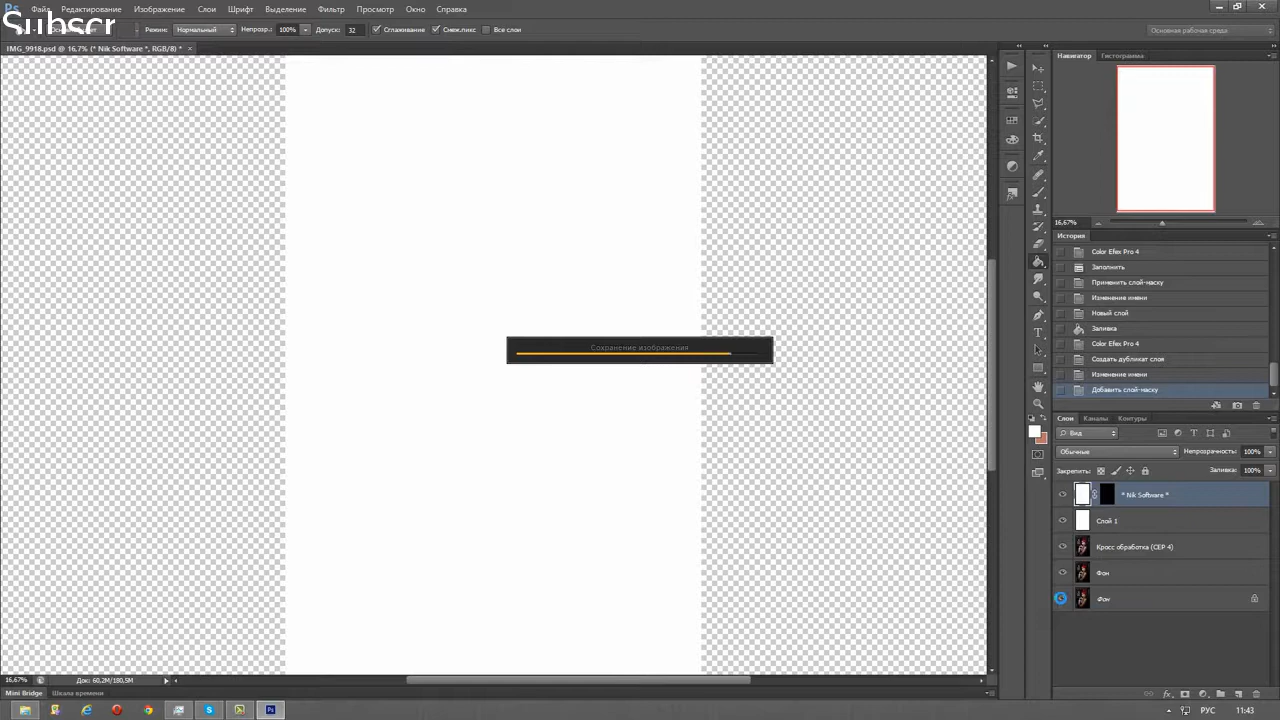 Файл Редактирование Изображение Слои Шрифт Выделение Фильтр Просмотр Окно Справка
Subscr
Режим: Нормальный Непрозр.: 100% Допуск: 32 Сглаживание Смеж.пикс Все слои
Основная рабочая среда
IMG_9918.psd @ 16,7% (* Nik Software *, RGB/8) * ×
Навигатор Гистограмма
16,67%
История
Color Efex Pro 4
Заполнить
Применить слой-маску
Изменение имени
Новый слой
Заливка
Color Efex Pro 4
Создать дубликат слоя
Изменение имени
Добавить слой-маску
Сохранение изображения
Слои Каналы Контуры
Вид
Обычные Непрозрачность: 100%
Закрепить: Заливка: 100%
* Nik Software *
Слой 1
Кросс обработка (CEP 4)
Фон
Фон
16,67% Док: 60,2M/180,5M
Mini Bridge Шкала времени
РУС 11:43